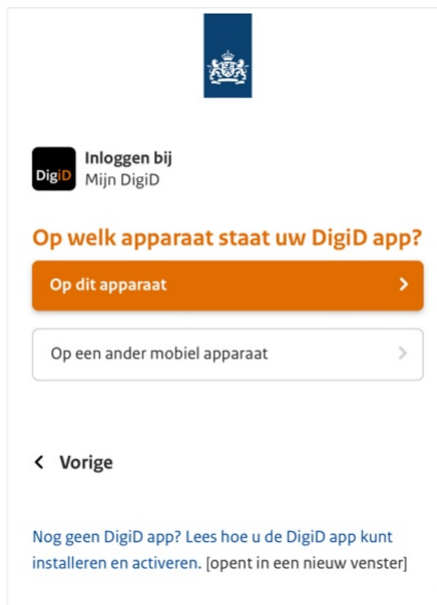 DigiD
Inloggen bij
Mijn DigiD
Op welk apparaat staat uw DigiD app?
Op dit apparaat
Op een ander mobiel apparaat
Vorige
Nog geen DigiD app? Lees hoe u de DigiD app kunt
installeren en activeren. [opent in een nieuw venster]